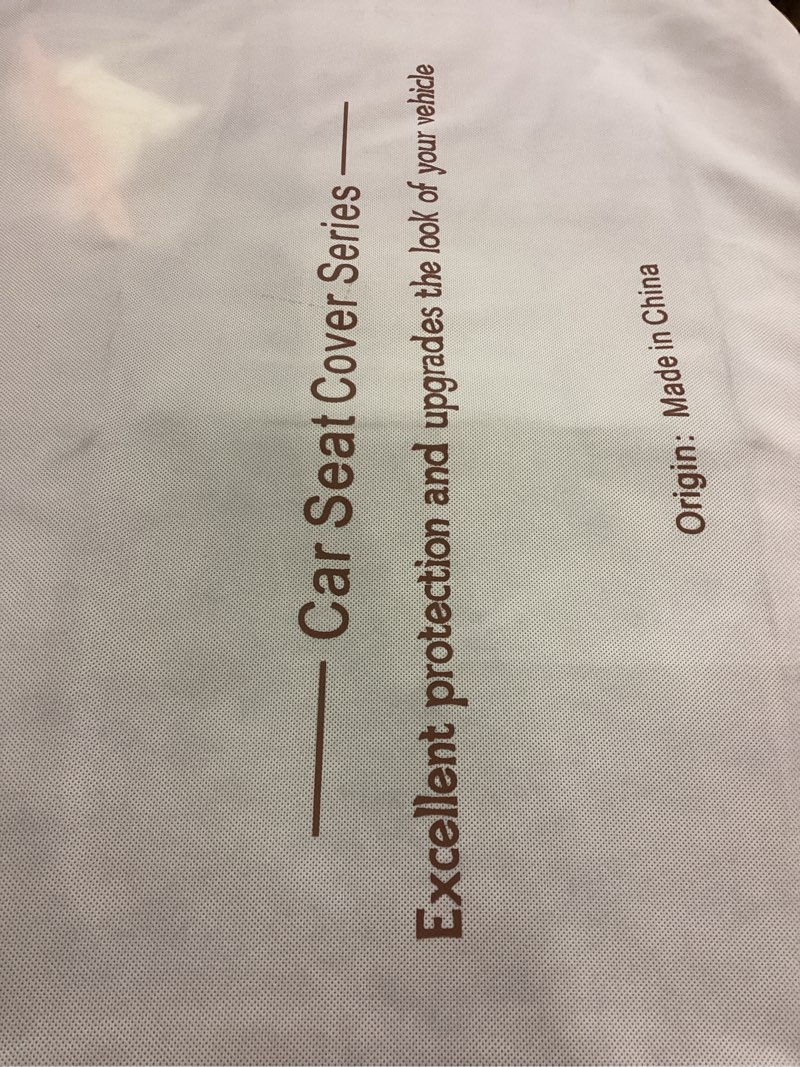 — Car Seat Cover Series —
Excellent protection and upgrades the look of your vehicle
Origin: Made in China